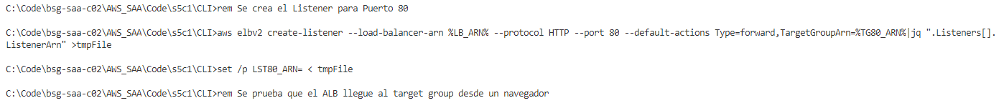 C:\Code\bsg-saa-c02\AWS_SAA\Code\s5c1\CLI>rem Se crea el Listener para Puerto 80
C:\Code\bsg-saa-c02\AWS_SAA\Code\s5c1\CLI>aws elbv2 create-listener --load-balancer-arn %LB_ARN% --protocol HTTP --port 80 --default-actions Type=forward,TargetGroupArn=%TG80_ARN%|jq ".Listeners[].
ListenerArn" >tmpFile
C:\Code\bsg-saa-c02\AWS_SAA\Code\s5c1\CLI>set /p LST80_ARN= < tmpFile
C:\Code\bsg-saa-c02\AWS_SAA\Code\s5c1\CLI>rem Se prueba que el ALB llegue al target group desde un navegador